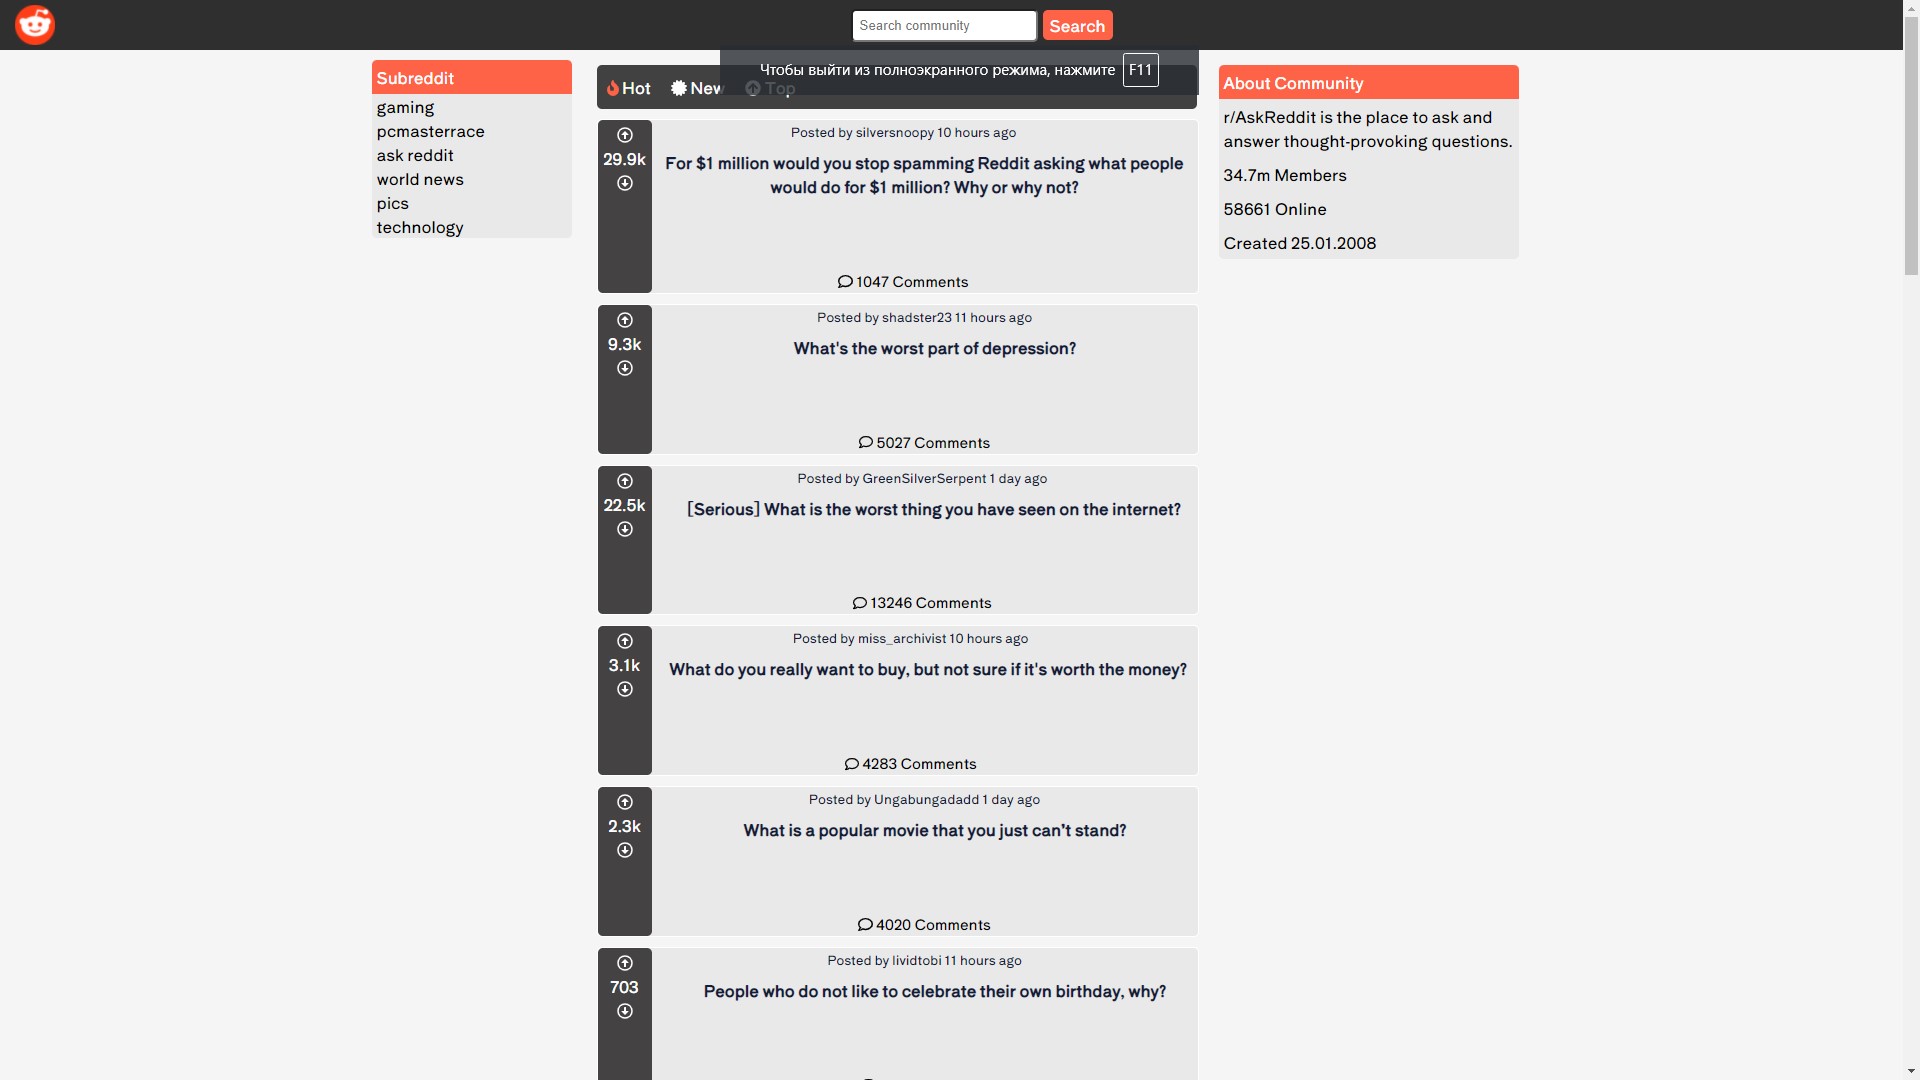 Search community
Search
Чтобы выйти из полноэкранного режима, нажмите F11
Subreddit
gaming
pcmasterrace
ask reddit
world news
pics
technology
Hot New Top
29.9k
Posted by silversnoopy 10 hours ago
For $1 million would you stop spamming Reddit asking what people
would do for $1 million? Why or why not?
1047 Comments
9.3k
Posted by shadster23 11 hours ago
What's the worst part of depression?
5027 Comments
22.5k
Posted by GreenSilverSerpent 1 day ago
[Serious] What is the worst thing you have seen on the internet?
13246 Comments
3.1k
Posted by miss_archivist 10 hours ago
What do you really want to buy, but not sure if it's worth the money?
4283 Comments
2.3k
Posted by Ungabungadadd 1 day ago
What is a popular movie that you just can’t stand?
4020 Comments
703
Posted by lividtobi 11 hours ago
People who do not like to celebrate their own birthday, why?
About Community
r/AskReddit is the place to ask and
answer thought-provoking questions.
34.7m Members
58661 Online
Created 25.01.2008